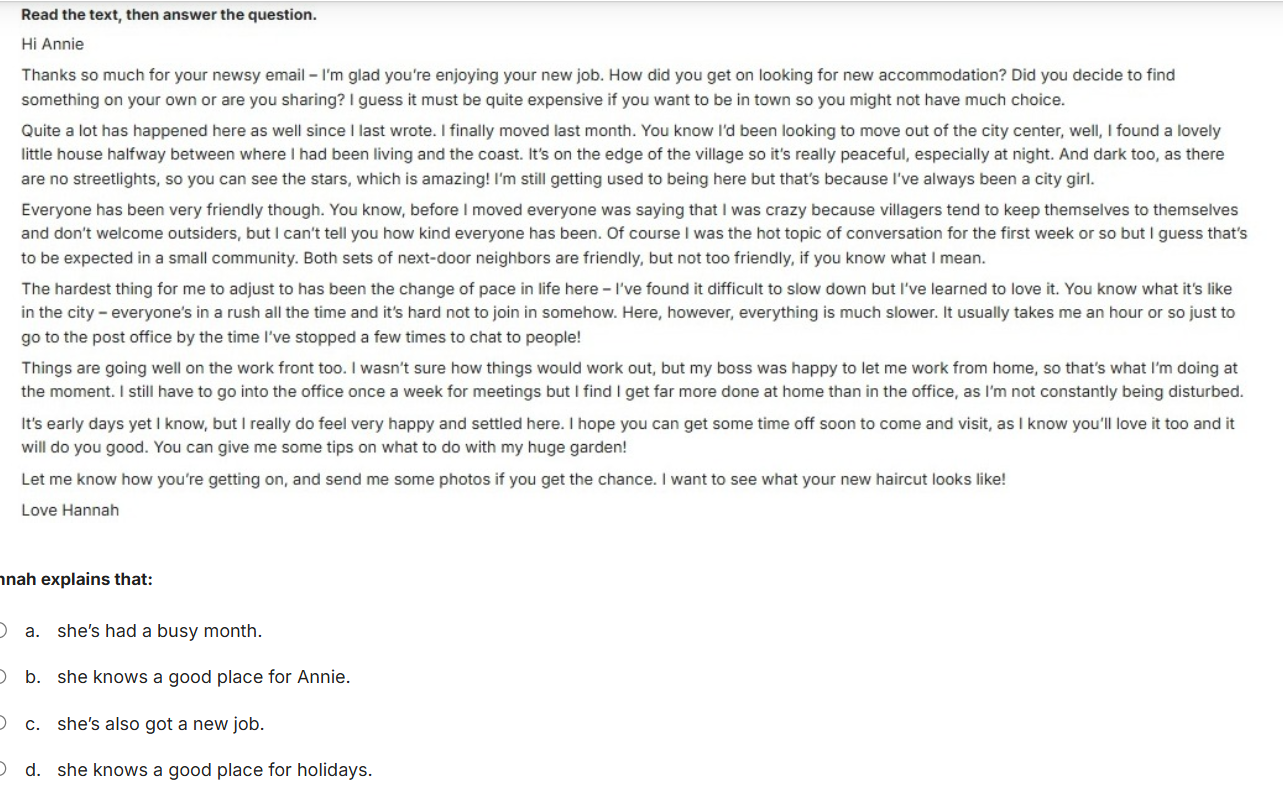 Read the text, then answer the question.
Hi Annie
Thanks so much for your newsy email – I'm glad you're enjoying your new job. How did you get on looking for new accommodation? Did you decide to find
something on your own or are you sharing? I guess it must be quite expensive if you want to be in town so you might not have much choice.
Quite a lot has happened here as well since I last wrote. I finally moved last month. You know I'd been looking to move out of the city center, well, I found a lovely
little house halfway between where I had been living and the coast. It's on the edge of the village so it's really peaceful, especially at night. And dark too, as there
are no streetlights, so you can see the stars, which is amazing! I'm still getting used to being here but that's because I've always been a city girl.
Everyone has been very friendly though. You know, before I moved everyone was saying that I was crazy because villagers tend to keep themselves to themselves
and don't welcome outsiders, but I can't tell you how kind everyone has been. Of course I was the hot topic of conversation for the first week or so but I guess that's
to be expected in a small community. Both sets of next-door neighbors are friendly, but not too friendly, if you know what I mean.
The hardest thing for me to adjust to has been the change of pace in life here – I've found it difficult to slow down but I've learned to love it. You know what it's like
in the city – everyone's in a rush all the time and it's hard not to join in somehow. Here, however, everything is much slower. It usually takes me an hour or so just to
go to the post office by the time I've stopped a few times to chat to people!
Things are going well on the work front too. I wasn't sure how things would work out, but my boss was happy to let me work from home, so that's what I'm doing at
the moment. I still have to go into the office once a week for meetings but I find I get far more done at home than in the office, as I'm not constantly being disturbed.
It's early days yet I know, but I really do feel very happy and settled here. I hope you can get some time off soon to come and visit, as I know you'll love it too and it
will do you good. You can give me some tips on what to do with my huge garden!
Let me know how you're getting on, and send me some photos if you get the chance. I want to see what your new haircut looks like!
Love Hannah
nnah explains that:
a. she's had a busy month.
b. she knows a good place for Annie.
c. she's also got a new job.
d. she knows a good place for holidays.